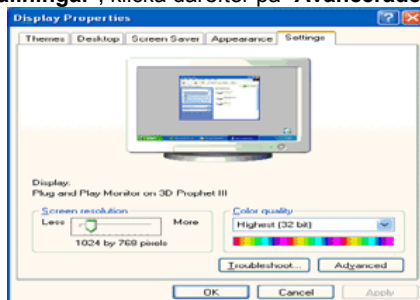 klicka därefter på
Display Properties
Themes Desktop Screen Saver Appearance Settings
Display:
Plug and Play Monitor on 3D Prophet III
Screen resolution
Less More
1024 by 768 pixels
Color quality
Highest (32 bit)
Troubleshoot... Advanced
OK Cancel Apply